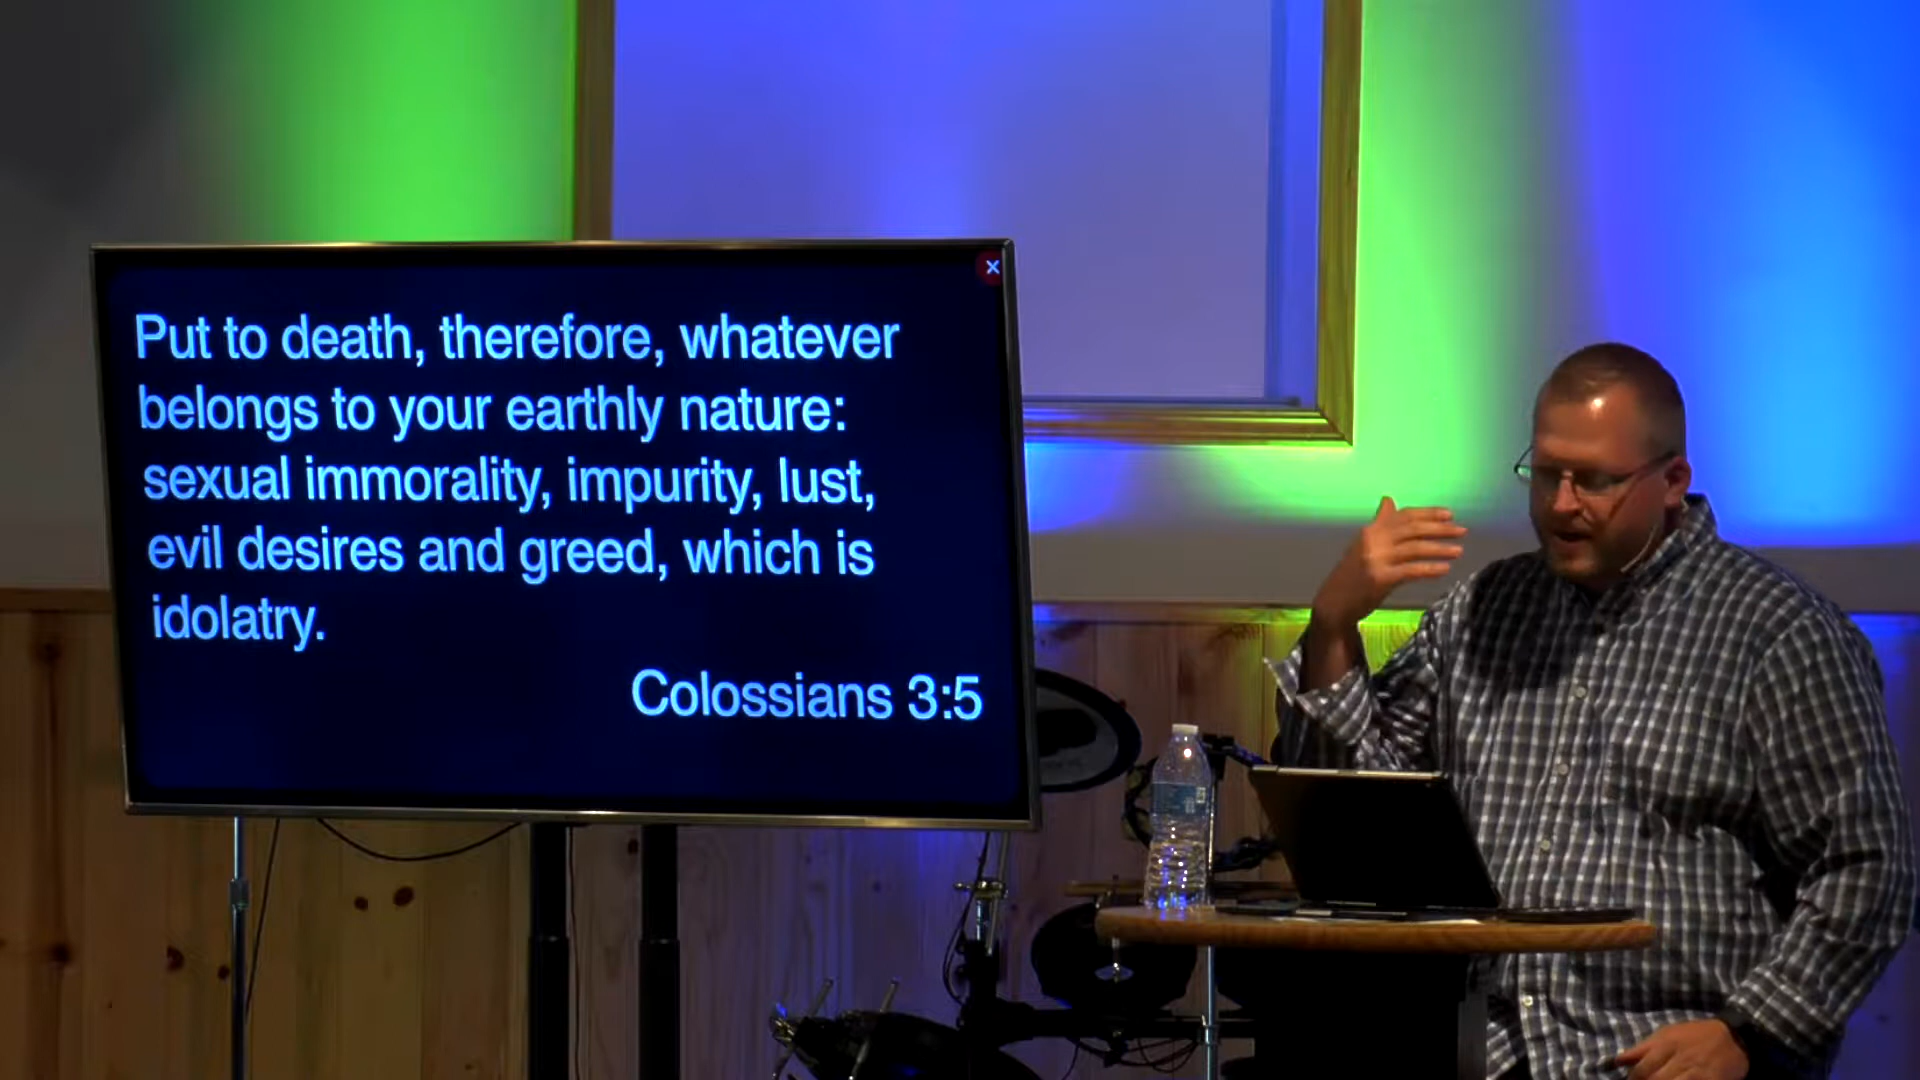 Put to death, therefore, whatever
belongs to your earthly nature:
sexual immorality, impurity, lust,
evil desires and greed, which is
idolatry.
Colossians 3:5